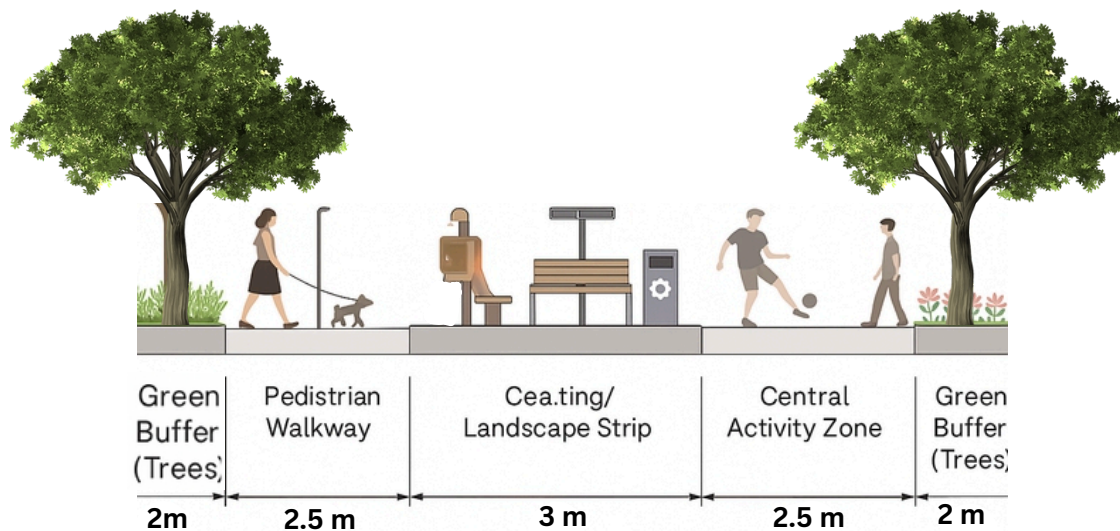 Green
Buffer
(Trees)
Pedistrian
Walkway
Cea.ting/
Landscape Strip
Central
Activity Zone
Green
Buffer
(Trees)
2m
2.5 m
3 m
2.5 m
2 m